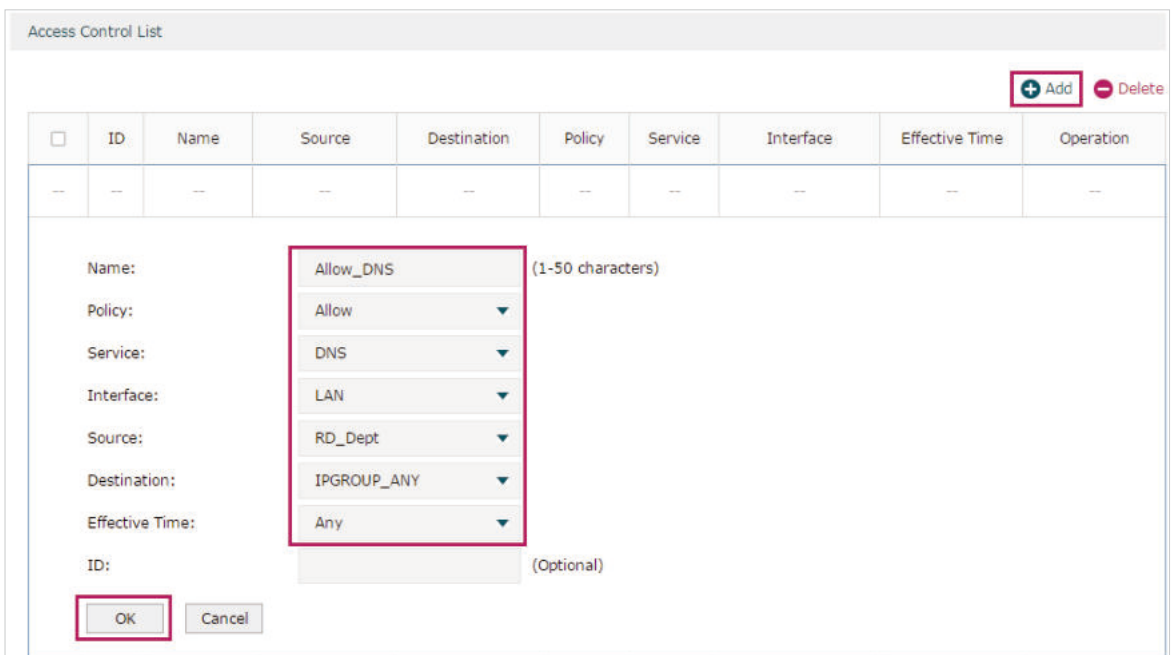 Access Control List
Add Delete
ID Name Source Destination Policy Service Interface Effective Time Operation
-- -- -- -- -- -- -- -- -- --
Name: Allow_DNS (1-50 characters)
Policy: Allow
Service: DNS
Interface: LAN
Source: RD_Dept
Destination: IPGROUP_ANY
Effective Time: Any
ID: (Optional)
OK Cancel